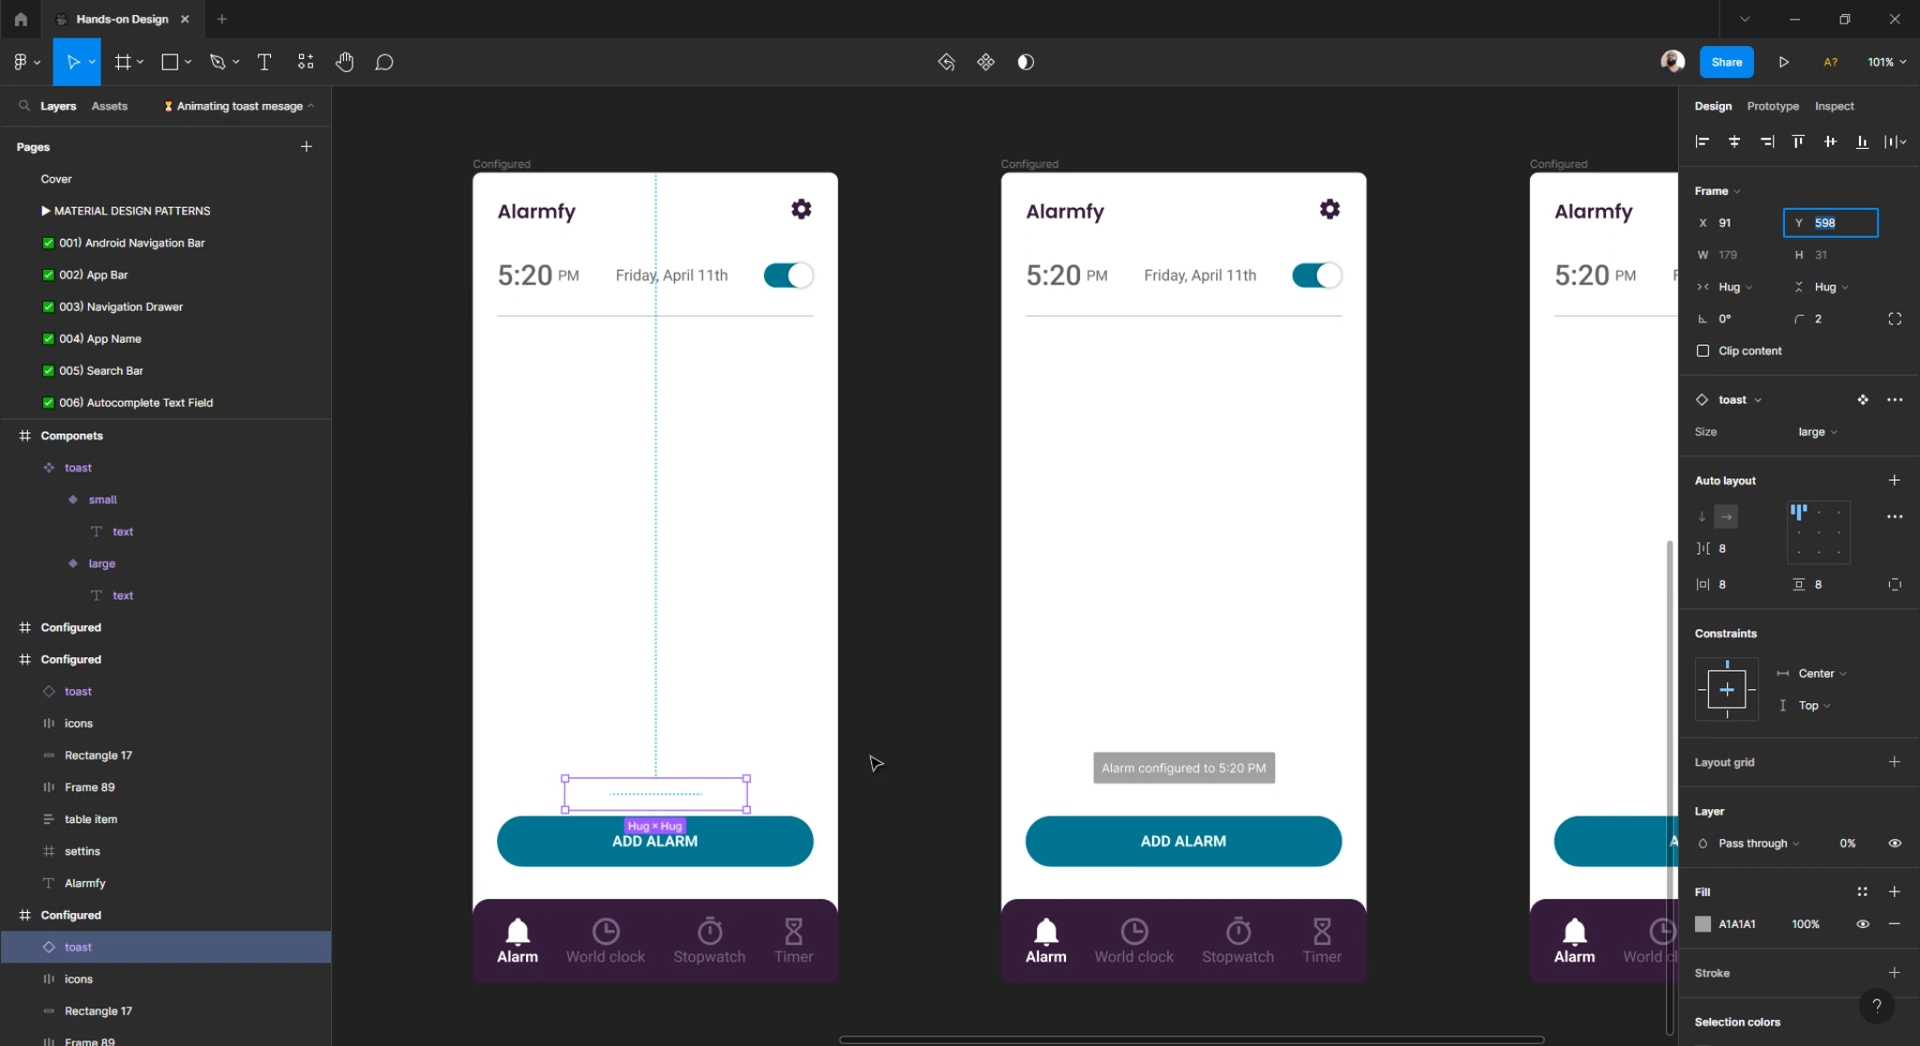 Hands-on Design
Share
A?
101%
Layers
Assets
Animating toast mesage
Pages
Cover
MATERIAL DESIGN PATTERNS
001) Android Navigation Bar
002) App Bar
003) Navigation Drawer
004) App Name
005) Search Bar
006) Autocomplete Text Field
Componets
toast
small
text
large
text
Configured
Configured
toast
icons
Rectangle 17
Frame 89
table item
settins
Alarmfy
Configured
toast
icons
Rectangle 17
Frame 89
Configured
Alarmfy
5:20 PM
Friday, April 11th
Hug × Hug
ADD ALARM
Alarm
World clock
Stopwatch
Timer
Configured
Alarmfy
5:20 PM
Friday, April 11th
Alarm configured to 5:20 PM
ADD ALARM
Alarm
World clock
Stopwatch
Timer
Configured
Alarmfy
5:20 PM
F
A
Alarm
World cl
Design
Prototype
Inspect
Frame
X 91
Y 598
W 179
H 31
Hug
Hug
0°
2
Clip content
toast
Size
large
Auto layout
8
8
8
Constraints
Center
Top
Layout grid
Layer
Pass through
0%
Fill
A1A1A1
100%
Stroke
?
Selection colors